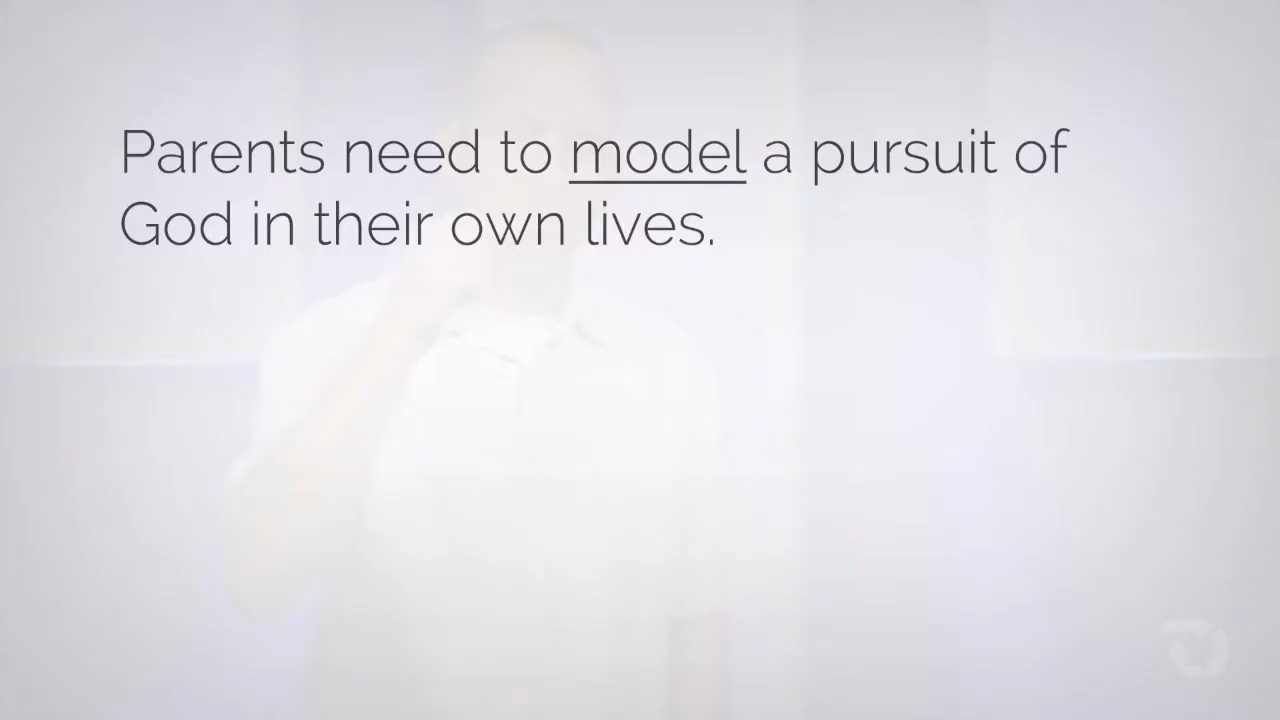 Parents need to model a pursuit of
God in their own lives.